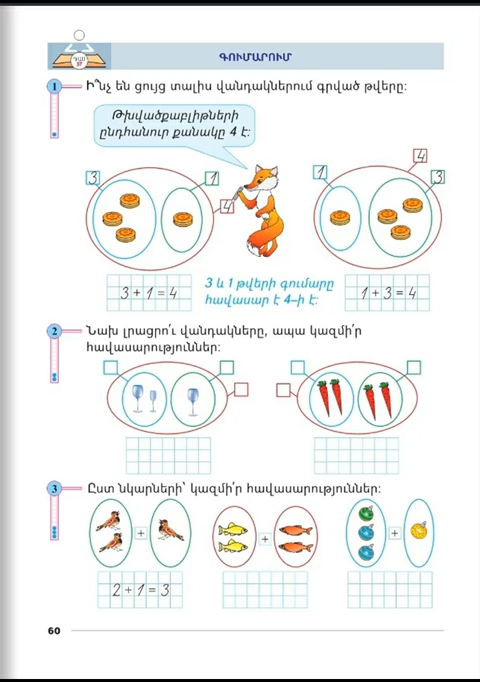 ԴԱՍ
37
ԳՈՒՄԱՐՈՒՄ
1
Ի՞նչ են ցույց տալիս վանդակներում գրված թվերը:
Թխվածքաբլիթների
ընդհանուր քանակը 4 է:
3
1
4
1
4
3
3 + 1 = 4
3 և 1 թվերի գումարը
հավասար է 4–ի է:
1 + 3 = 4
2
Նախ լրացրո՛ւ վանդակները, ապա կազմի՛ր
հավասարություններ:
3
Ըստ նկարների՝ կազմի՛ր հավասարություններ:
+
+
+
2 + 1 = 3
60